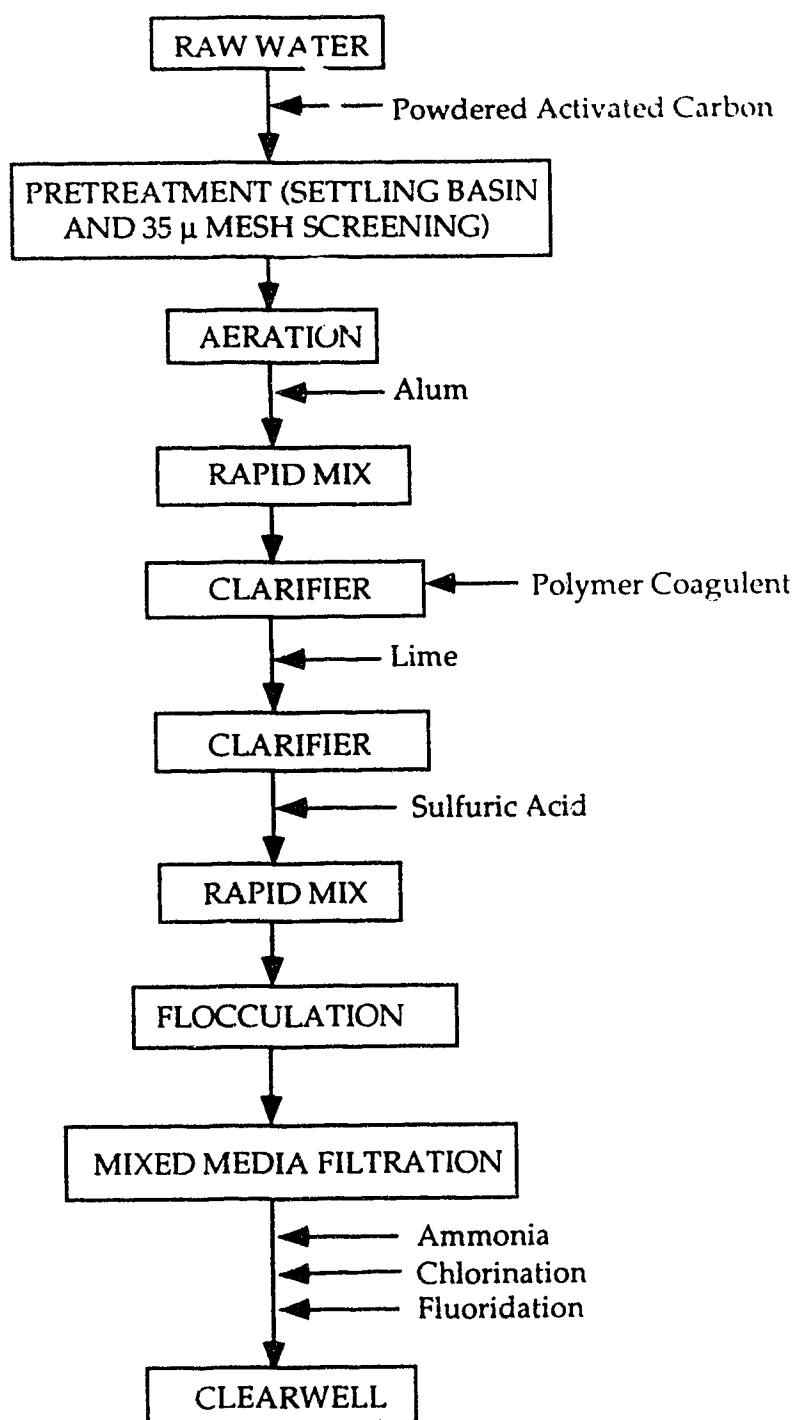 RAW WATER
Powdered Activated Carbon
PRETREATMENT (SETTLING BASIN
AND 35 µ MESH SCREENING)
AERATION
Alum
RAPID MIX
CLARIFIER
Polymer Coagulent
Lime
CLARIFIER
Sulfuric Acid
RAPID MIX
FLOCCULATION
MIXED MEDIA FILTRATION
Ammonia
Chlorination
Fluoridation
CLEARWELL